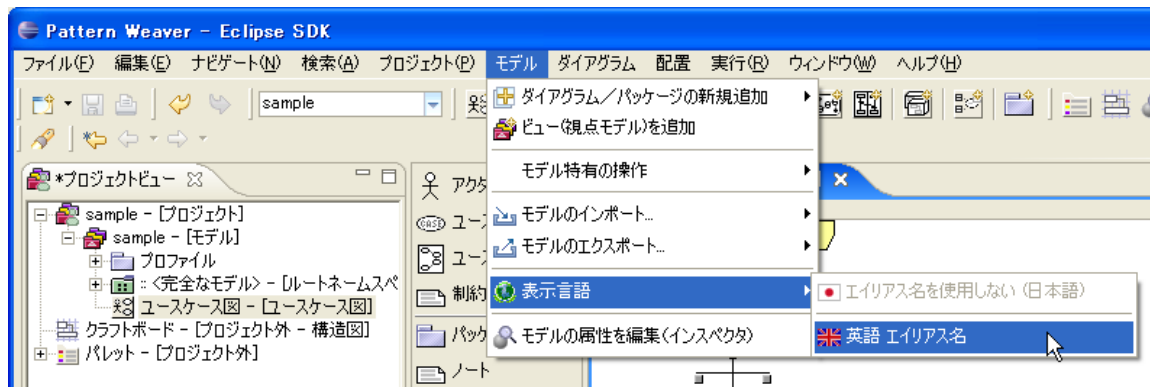 Pattern Weaver - Eclipse SDK
ファイル(F) 編集(E) ナビゲート(N) 検索(A) プロジェクト(P) モデル ダイアグラム 配置 実行(R) ウィンドウ(W) ヘルプ(H)
sample
ダイアグラム／パッケージの新規追加
ビュー(視点モデル)を追加
モデル特有の操作
モデルのインポート...
モデルのエクスポート...
表示言語
モデルの属性を編集(インスペクタ)
エイリアス名を使用しない (日本語)
英語 エイリアス名
*プロジェクトビュー
sample - [プロジェクト]
sample - [モデル]
プロファイル
:: <完全なモデル> - [ルートネームスペ
ユースケース図 - [ユースケース図]
クラフトボード - [プロジェクト外 - 構造図]
パレット - [プロジェクト外]
アクタ
CASE
ユース
ユー
制約
パッケ
ノート